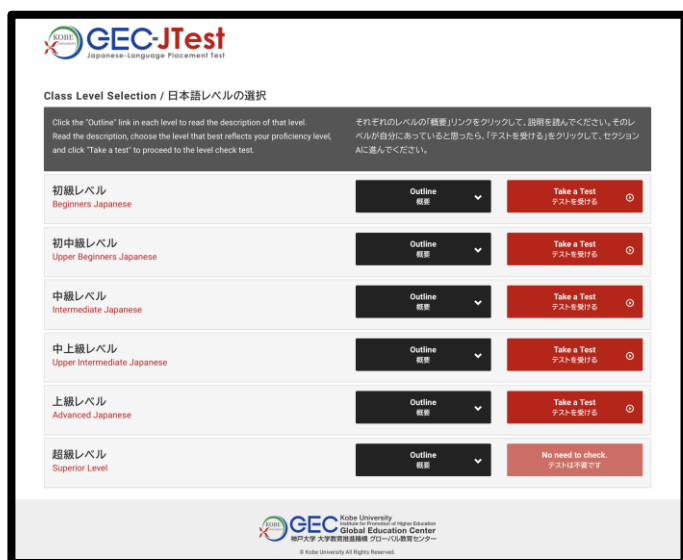 KOBE
UNIVERSITY
GEC-JTest
Japanese-Language Placement Test
Class Level Selection / 日本語レベルの選択
Click the "Outline" link in each level to read the description of that level.
Read the description, choose the level that best reflects your proficiency level,
and click "Take a test" to proceed to the level check test.
それぞれのレベルの「概要」リンクをクリックして、説明を読んでください。そのレ
ベルが自分にあっていると思ったら、「テストを受ける」をクリックして、セクション
Aに進んでください。
初級レベル
Beginners Japanese
Outline
概要
Take a Test
テストを受ける
初中級レベル
Upper Beginners Japanese
Outline
概要
Take a Test
テストを受ける
中級レベル
Intermediate Japanese
Outline
概要
Take a Test
テストを受ける
中上級レベル
Upper Intermediate Japanese
Outline
概要
Take a Test
テストを受ける
上級レベル
Advanced Japanese
Outline
概要
Take a Test
テストを受ける
超級レベル
Superior Level
Outline
概要
No need to check.
テストは不要です
KOBE
GEC
Kobe University
Institute for Promotion of Higher Education
Global Education Center
神戸大学 大学教育推進機構 グローバル教育センター
© Kobe University All Rights Reserved.